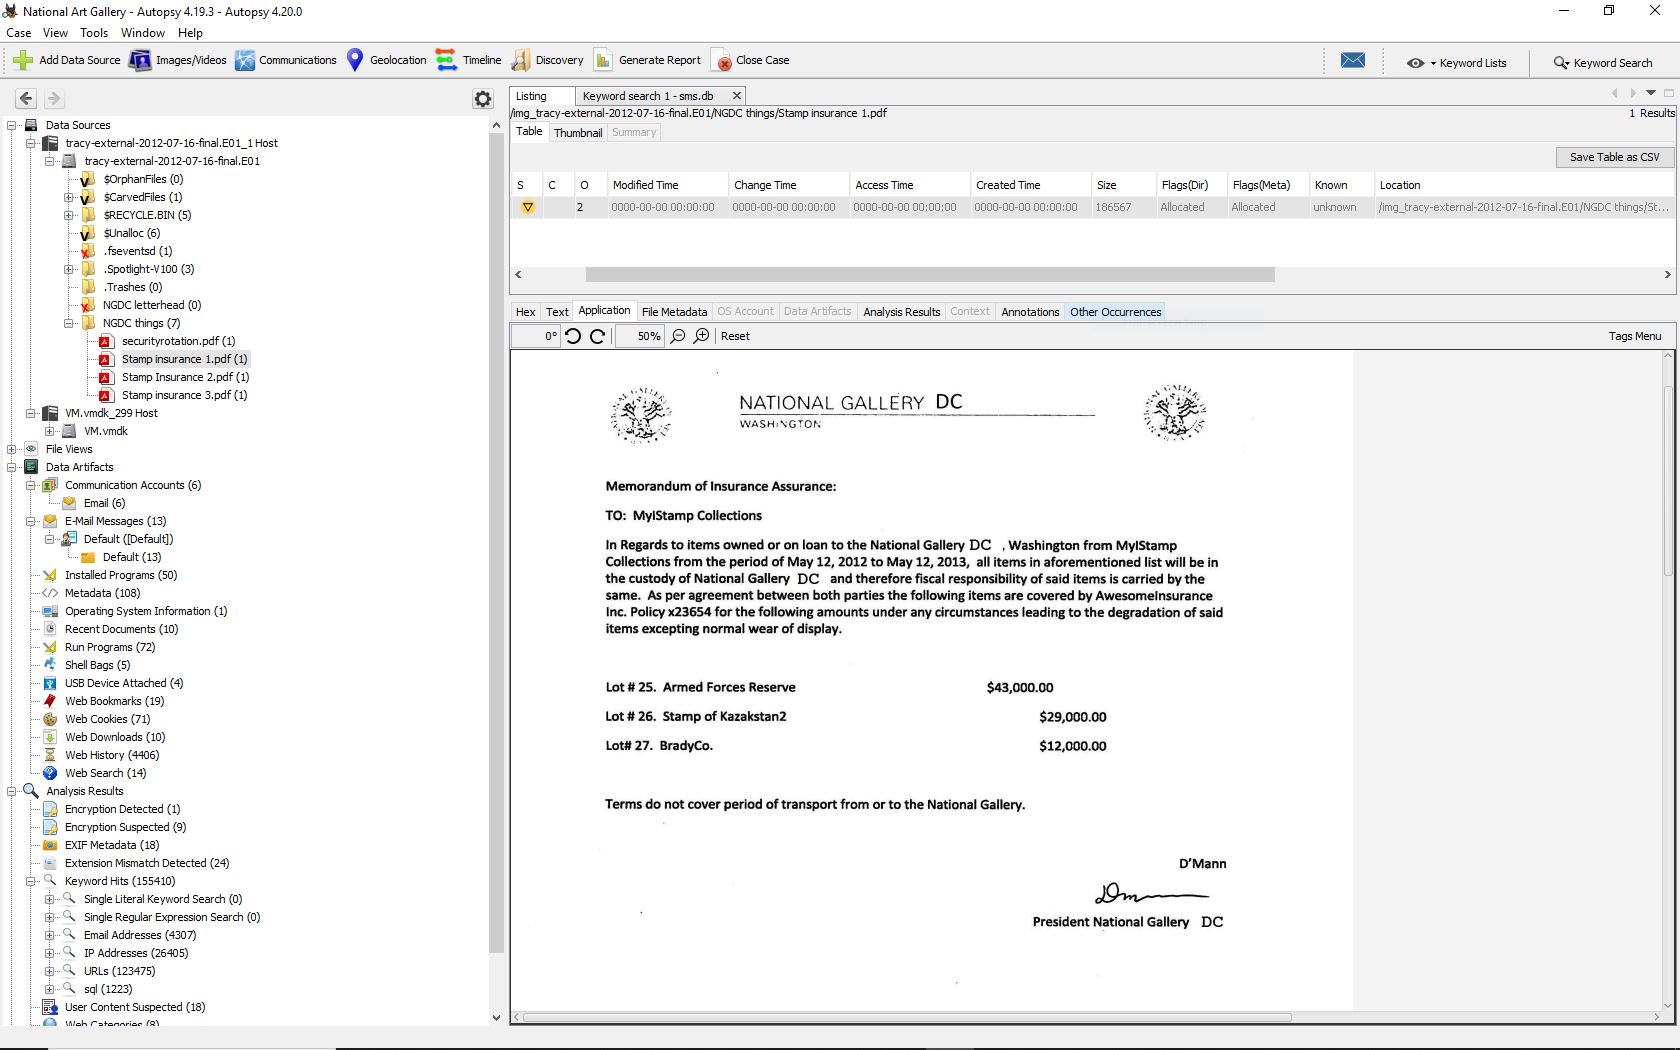 National Art Gallery - Autopsy 4.19.3 - Autopsy 4.20.0
Case View Tools Window Help
Add Data Source Images/Videos Communications Geolocation Timeline Discovery Generate Report Close Case Keyword Lists Keyword Search
Data Sources
tracy-external-2012-07-16-final.E01_1 Host
tracy-external-2012-07-16-final.E01
$OrphanFiles (0)
$CarvedFiles (1)
$RECYCLE.BIN (5)
$Unalloc (6)
.fseventsd (1)
.Spotlight-V100 (3)
.Trashes (0)
NGDC letterhead (0)
NGDC things (7)
securityrotation.pdf (1)
Stamp insurance 1.pdf (1)
Stamp Insurance 2.pdf (1)
Stamp insurance 3.pdf (1)
VM.vmdk_299 Host
VM.vmdk
File Views
Data Artifacts
Communication Accounts (6)
Email (6)
E-Mail Messages (13)
Default ([Default])
Default (13)
Installed Programs (50)
Metadata (108)
Operating System Information (1)
Recent Documents (10)
Run Programs (72)
Shell Bags (5)
USB Device Attached (4)
Web Bookmarks (19)
Web Cookies (71)
Web Downloads (10)
Web History (4406)
Web Search (14)
Analysis Results
Encryption Detected (1)
Encryption Suspected (9)
EXIF Metadata (18)
Extension Mismatch Detected (24)
Keyword Hits (155410)
Single Literal Keyword Search (0)
Single Regular Expression Search (0)
Email Addresses (4307)
IP Addresses (26405)
URLs (123475)
sql (1223)
User Content Suspected (18)
Web Categories (8)
Listing Keyword search 1 - sms.db
/img_tracy-external-2012-07-16-final.E01/NGDC things/Stamp insurance 1.pdf 1 Results
Table Thumbnail Summary
Save Table as CSV
S C O Modified Time Change Time Access Time Created Time Size Flags(Dir) Flags(Meta) Known Location
2 0000-00-00 00:00:00 0000-00-00 00:00:00 0000-00-00 00:00:00 0000-00-00 00:00:00 186567 Allocated Allocated unknown /img_tracy-external-2012-07-16-final.E01/NGDC things/St...
Hex Text Application File Metadata OS Account Data Artifacts Analysis Results Context Annotations Other Occurrences
0° 50% Reset Tags Menu
NATIONAL GALLERY DC
WASHINGTON
Memorandum of Insurance Assurance:
TO: MyIStamp Collections
In Regards to items owned or on loan to the National Gallery DC , Washington from MyIStamp
Collections from the period of May 12, 2012 to May 12, 2013, all items in aforementioned list will be in
the custody of National Gallery DC and therefore fiscal responsibility of said items is carried by the
same. As per agreement between both parties the following items are covered by AwesomeInsurance
Inc. Policy x23654 for the following amounts under any circumstances leading to the degradation of said
items excepting normal wear of display.
Lot # 25. Armed Forces Reserve $43,000.00
Lot # 26. Stamp of Kazakstan2 $29,000.00
Lot# 27. BradyCo. $12,000.00
Terms do not cover period of transport from or to the National Gallery.
D'Mann
President National Gallery DC